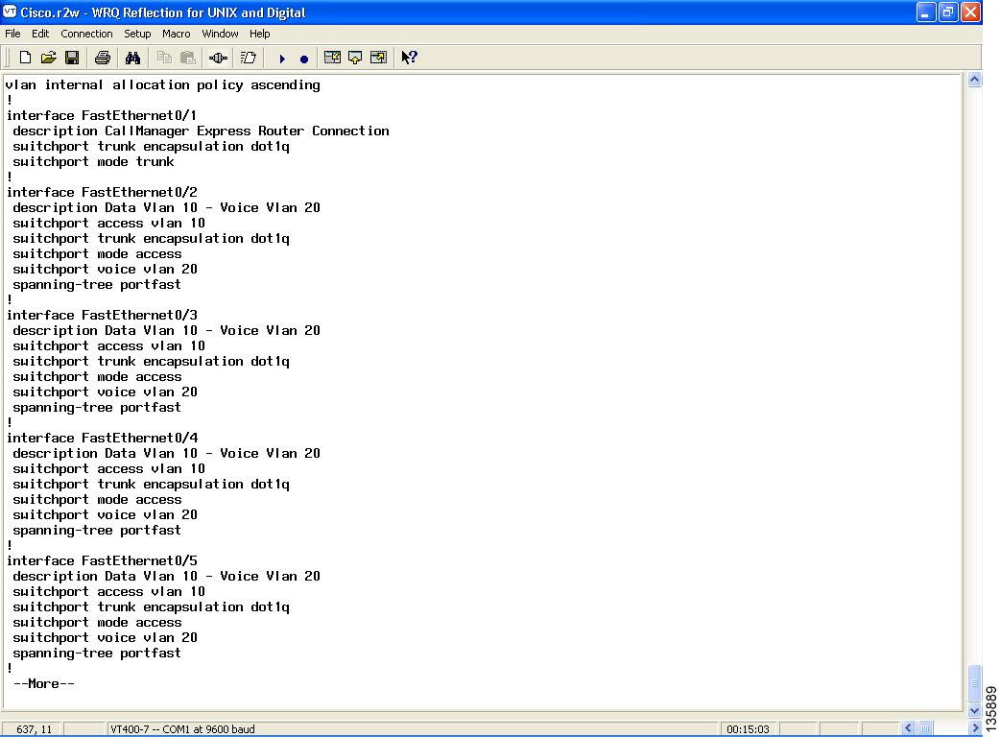 VT Cisco.r2w - WRQ Reflection for UNIX and Digital
File Edit Connection Setup Macro Window Help
vlan internal allocation policy ascending
!
interface FastEthernet0/1
 description CallManager Express Router Connection
 switchport trunk encapsulation dot1q
 switchport mode trunk
!
interface FastEthernet0/2
 description Data Vlan 10 - Voice Vlan 20
 switchport access vlan 10
 switchport trunk encapsulation dot1q
 switchport mode access
 switchport voice vlan 20
 spanning-tree portfast
!
interface FastEthernet0/3
 description Data Vlan 10 - Voice Vlan 20
 switchport access vlan 10
 switchport trunk encapsulation dot1q
 switchport mode access
 switchport voice vlan 20
 spanning-tree portfast
!
interface FastEthernet0/4
 description Data Vlan 10 - Voice Vlan 20
 switchport access vlan 10
 switchport trunk encapsulation dot1q
 switchport mode access
 switchport voice vlan 20
 spanning-tree portfast
!
interface FastEthernet0/5
 description Data Vlan 10 - Voice Vlan 20
 switchport access vlan 10
 switchport trunk encapsulation dot1q
 switchport mode access
 switchport voice vlan 20
 spanning-tree portfast
!
 --More--
637, 11 VT400-7 -- COM1 at 9600 baud 00:15:03
135889